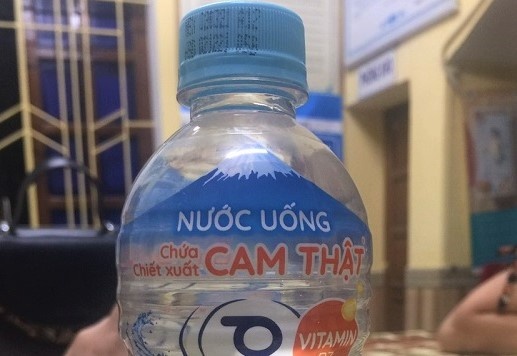 NƯỚC UỐNG
Chứa
Chiết xuất
CAM THẬT
VITAMIN